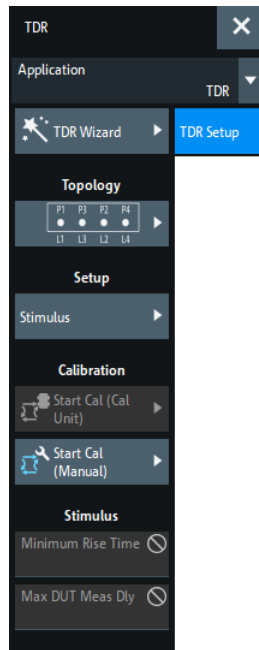 TDR
Application
TDR
TDR Wizard
TDR Setup
Topology
P1 P3 P2 P4
L1 L3 L2 L4
Setup
Stimulus
Calibration
Start Cal (Cal
Unit)
Start Cal
(Manual)
Stimulus
Minimum Rise Time
Max DUT Meas Dly